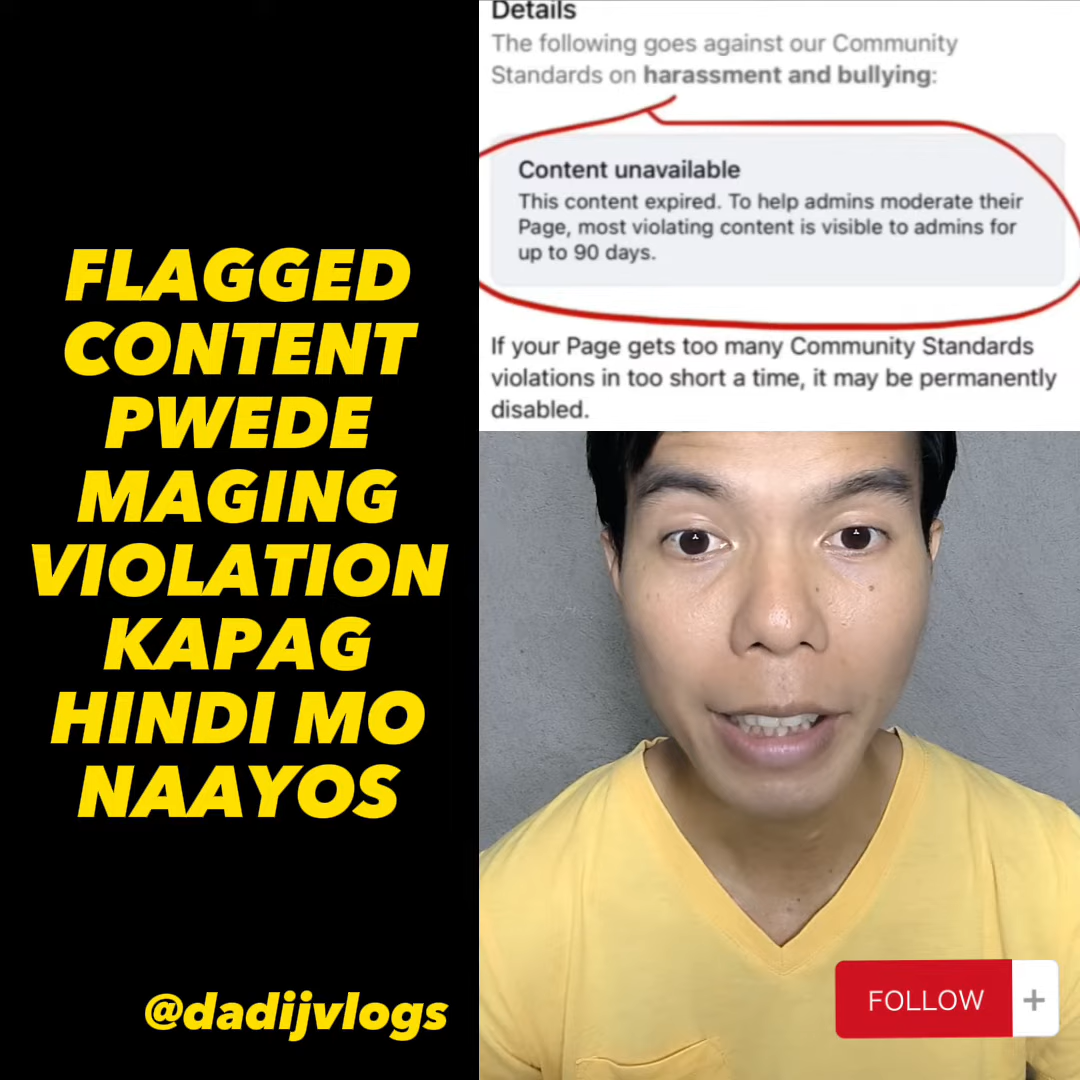 FLAGGED
CONTENT
PWEDE
MAGING
VIOLATION
KAPAG
HINDI MO
NAAYOS
@dadijvlogs
Details
The following goes against our Community
Standards on harassment and bullying:
Content unavailable
This content expired. To help admins moderate their
Page, most violating content is visible to admins for
up to 90 days.
If your Page gets too many Community Standards
violations in too short a time, it may be permanently
disabled.
FOLLOW +